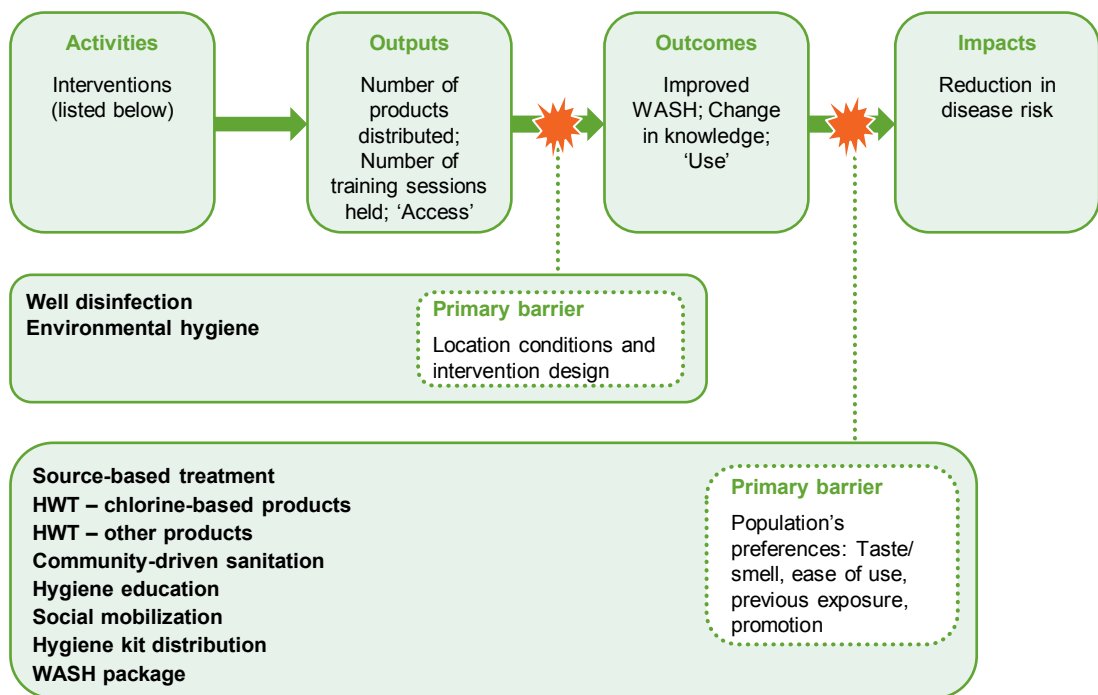 Activities
Interventions
(listed below)
Outputs
Number of
products
distributed;
Number of
training sessions
held; ‘Access’
Outcomes
Improved
WASH; Change
in knowledge;
‘Use’
Impacts
Reduction in
disease risk
Well disinfection
Environmental hygiene
Primary barrier
Location conditions and
intervention design
Source-based treatment
HWT – chlorine-based products
HWT – other products
Community-driven sanitation
Hygiene education
Social mobilization
Hygiene kit distribution
WASH package
Primary barrier
Population’s
preferences: Taste/
smell, ease of use,
previous exposure,
promotion